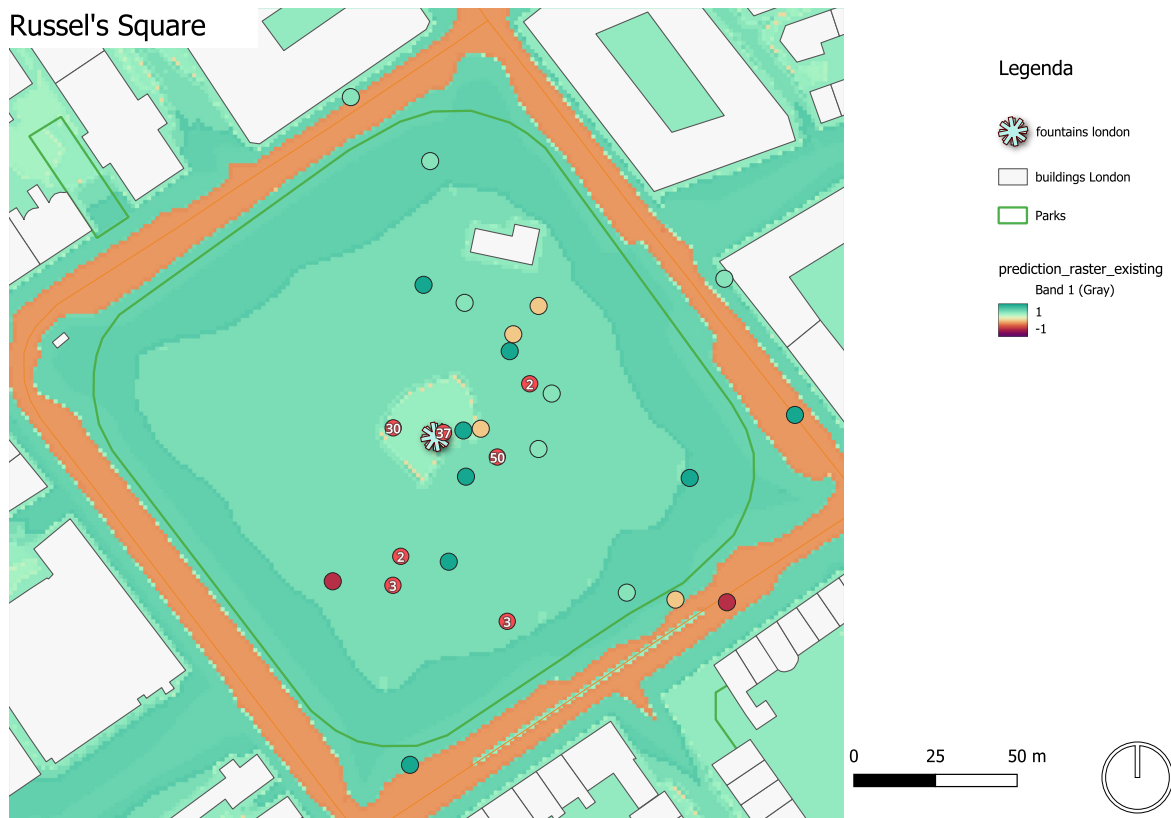 Russel's Square
Legenda
fountains london
buildings London
Parks
prediction_raster_existing
Band 1 (Gray)
1
-1
2
30
37
50
2
3
3
0 25 50 m